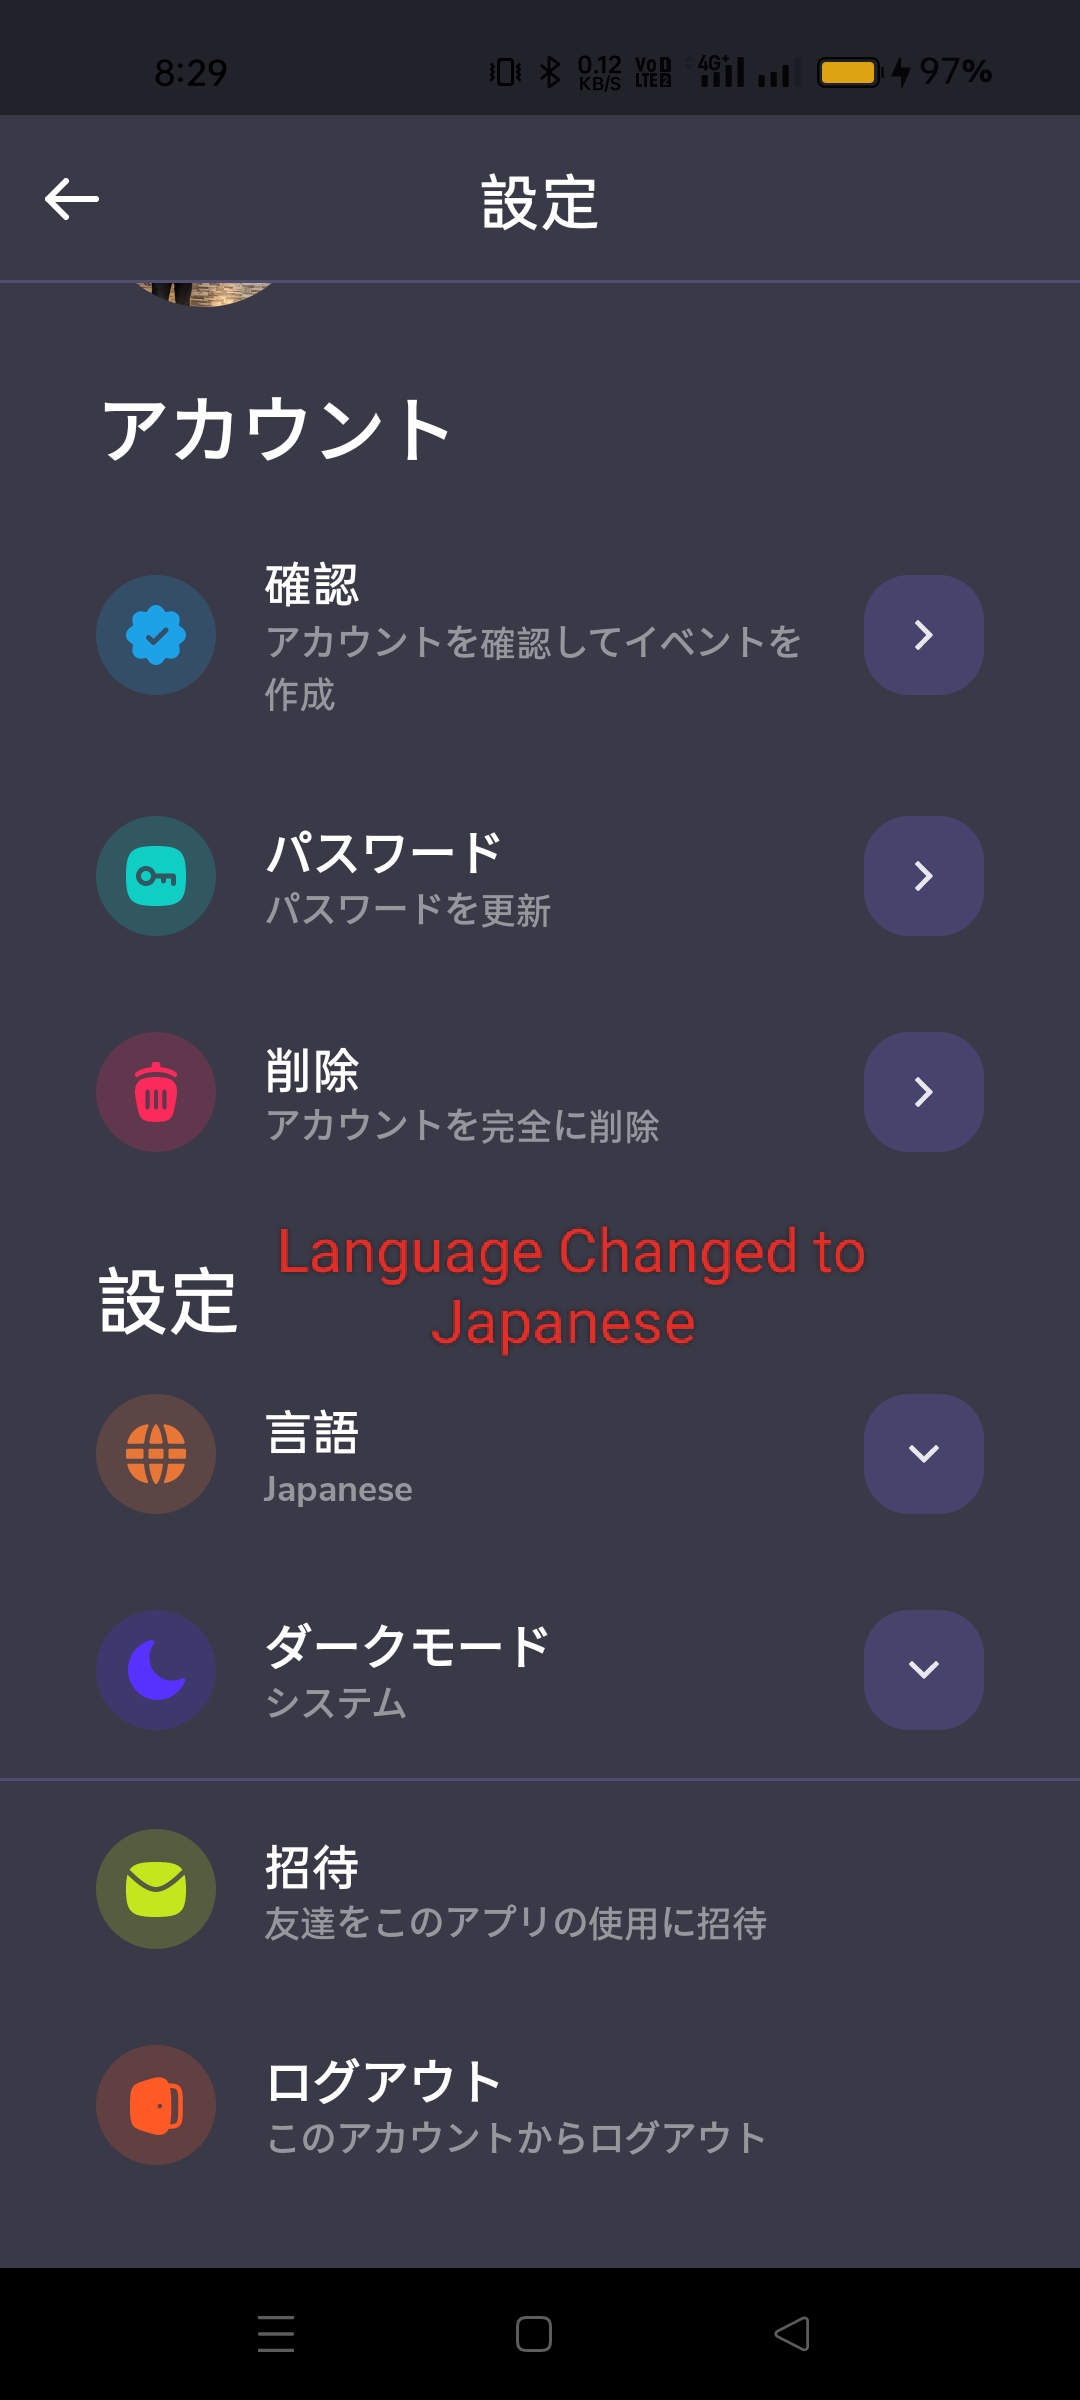 8:29 0.12 KB/S VoLTE 2 4G+ 97%
設定
アカウント
確認
アカウントを確認してイベントを
作成
パスワード
パスワードを更新
削除
アカウントを完全に削除
Language Changed to
Japanese
設定
言語
Japanese
ダークモード
システム
招待
友達をこのアプリの使用に招待
ログアウト
このアカウントからログアウト